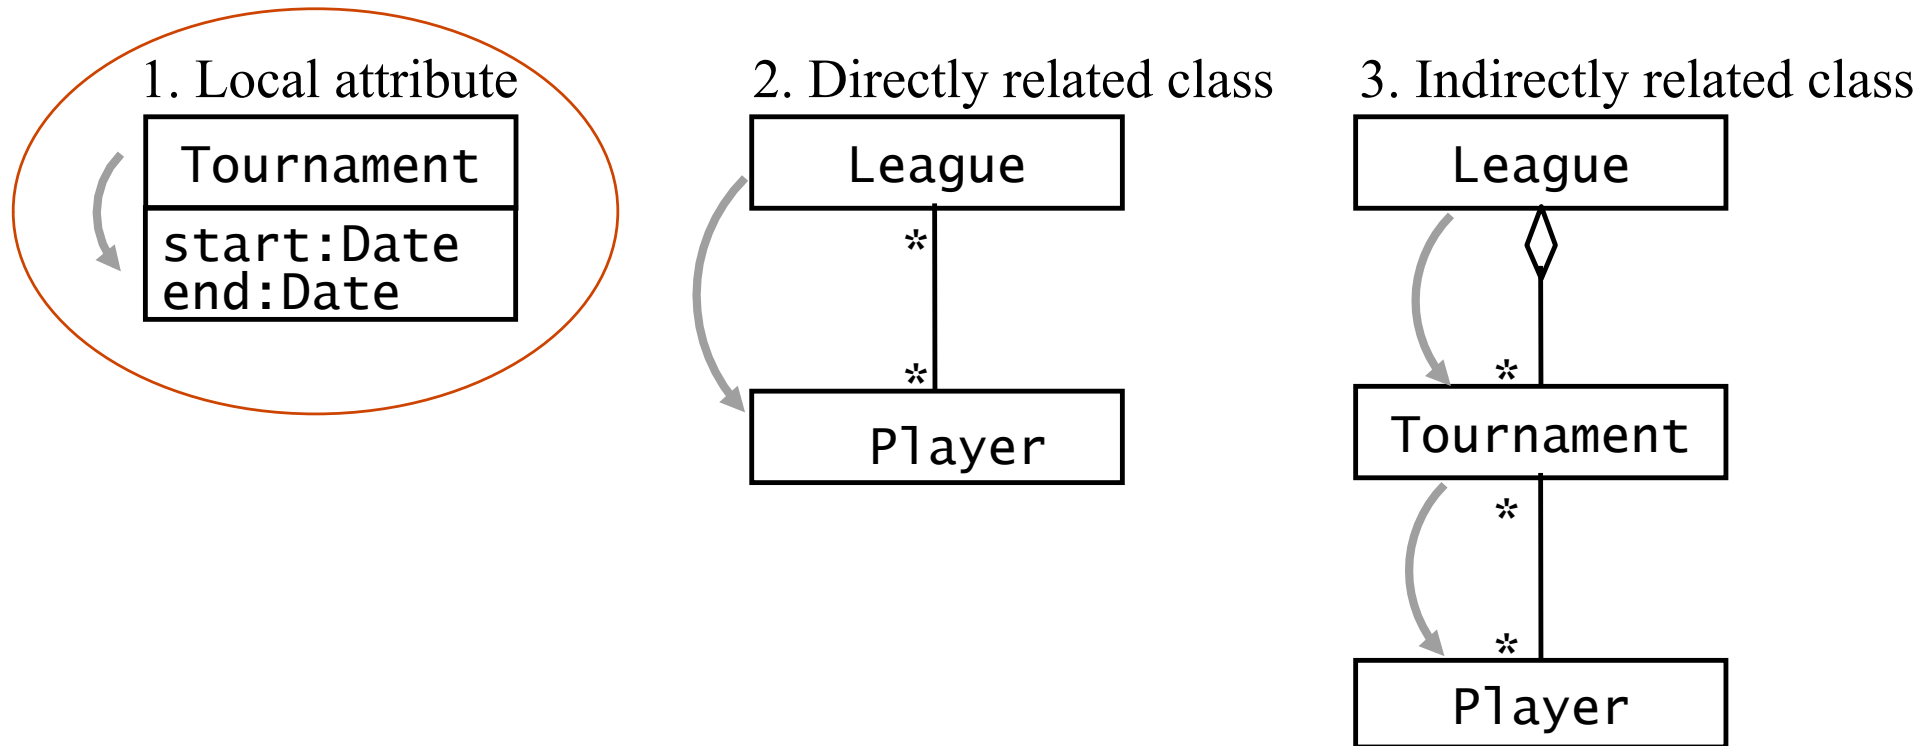 1. Local attribute
Tournament
start:Date
end:Date
2. Directly related class
League
*
*
Player
3. Indirectly related class
League
*
Tournament
*
*
Player